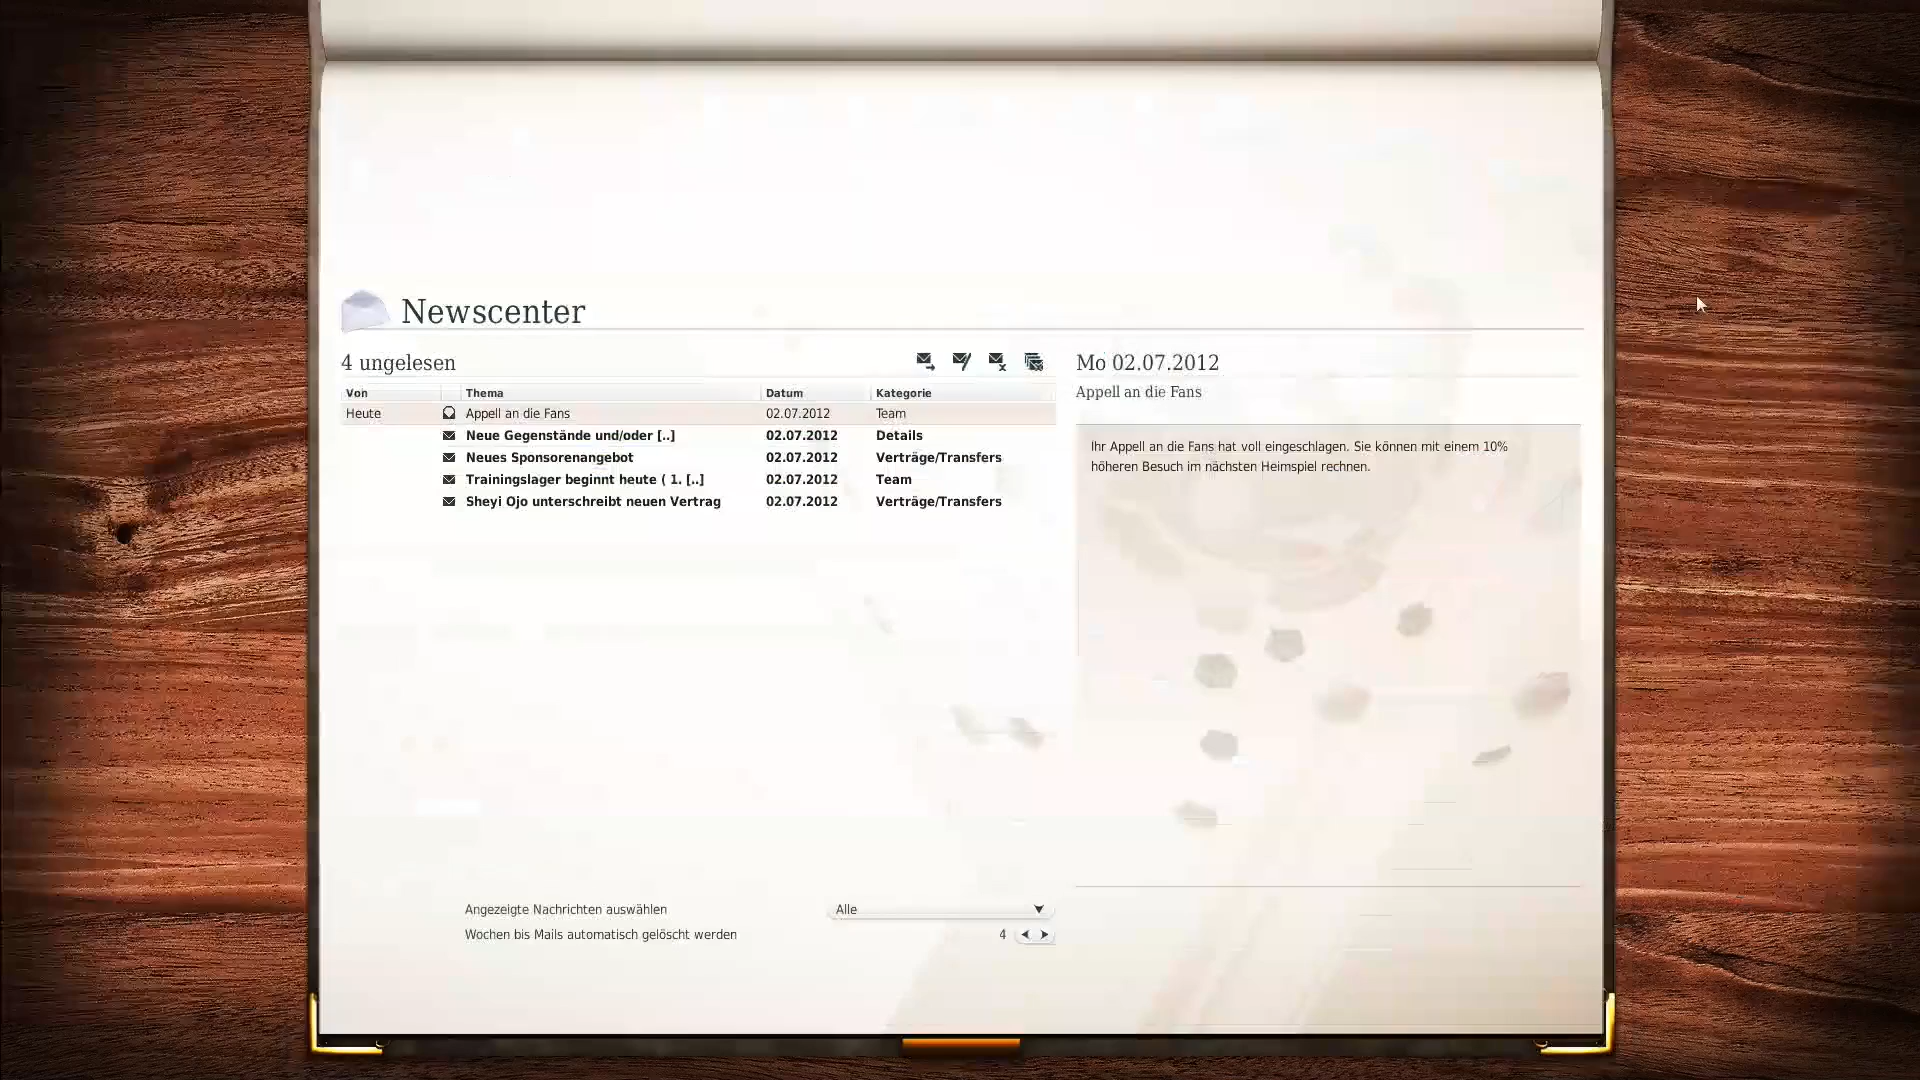 Newscenter
4 ungelesen
Von Thema Datum Kategorie
Heute Appell an die Fans 02.07.2012 Team
Neue Gegenstände und/oder [..] 02.07.2012 Details
Neues Sponsorenangebot 02.07.2012 Verträge/Transfers
Trainingslager beginnt heute ( 1. [..] 02.07.2012 Team
Sheyi Ojo unterschreibt neuen Vertrag 02.07.2012 Verträge/Transfers
Angezeigte Nachrichten auswählen Alle
Wochen bis Mails automatisch gelöscht werden 4
Mo 02.07.2012
Appell an die Fans
Ihr Appell an die Fans hat voll eingeschlagen. Sie können mit einem 10%
höheren Besuch im nächsten Heimspiel rechnen.